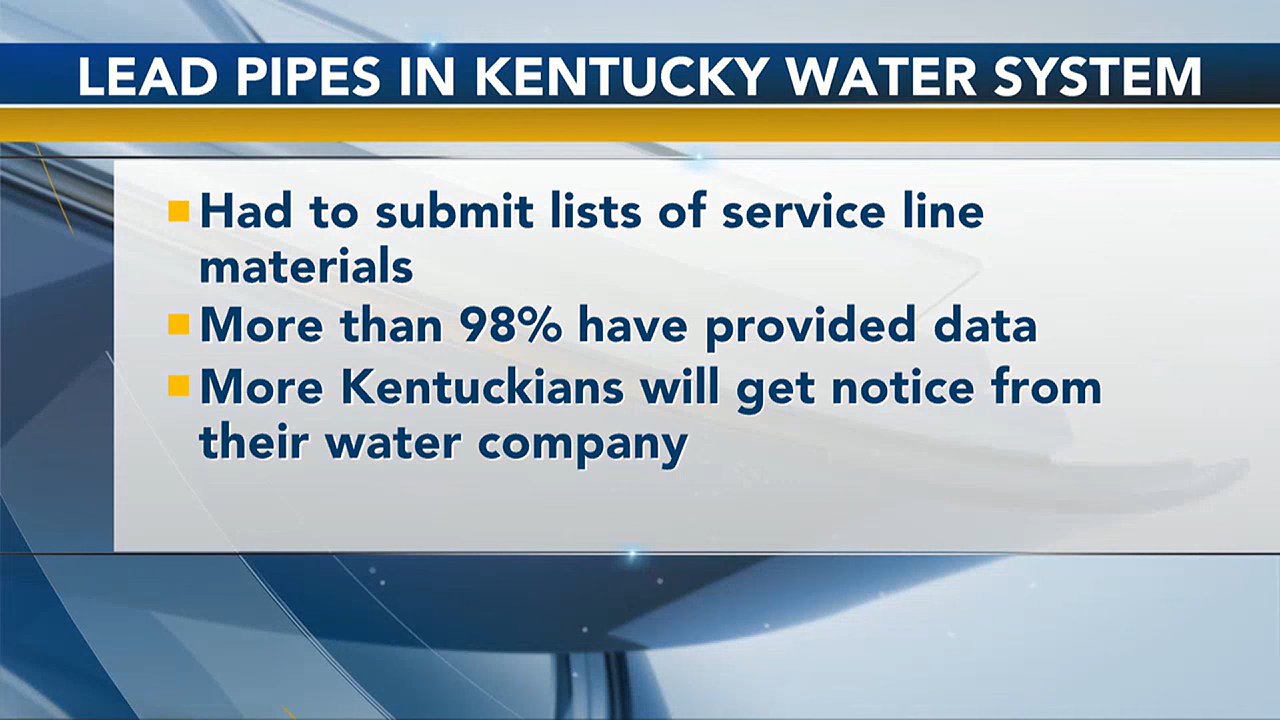 LEAD PIPES IN KENTUCKY WATER SYSTEM
Had to submit lists of service line
materials
More than 98% have provided data
More Kentuckians will get notice from
their water company